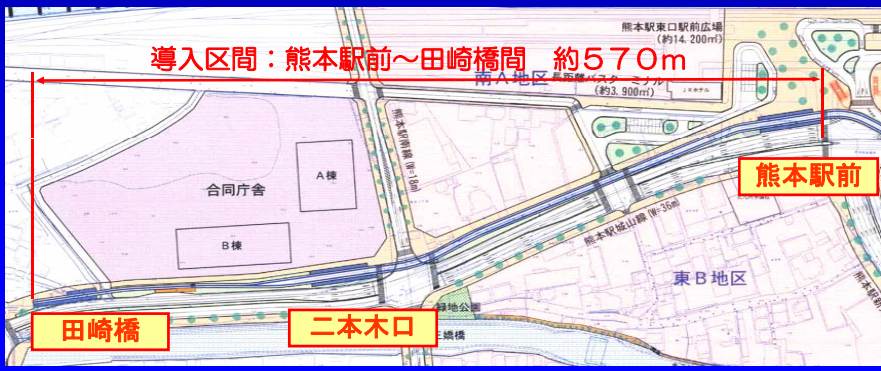 熊本駅東口駅前広場
(約14,200㎡)
導入区間：熊本駅前～田崎橋間　約５７０ｍ
南A地区
長距離バスターミナル
(約3,900㎡)
JRホテル
熊本駅南線(W=18m)
合同庁舎
A棟
B棟
熊本駅前
熊本駅城山線(W=36m)
東B地区
緑地公園
田崎橋
二本木口